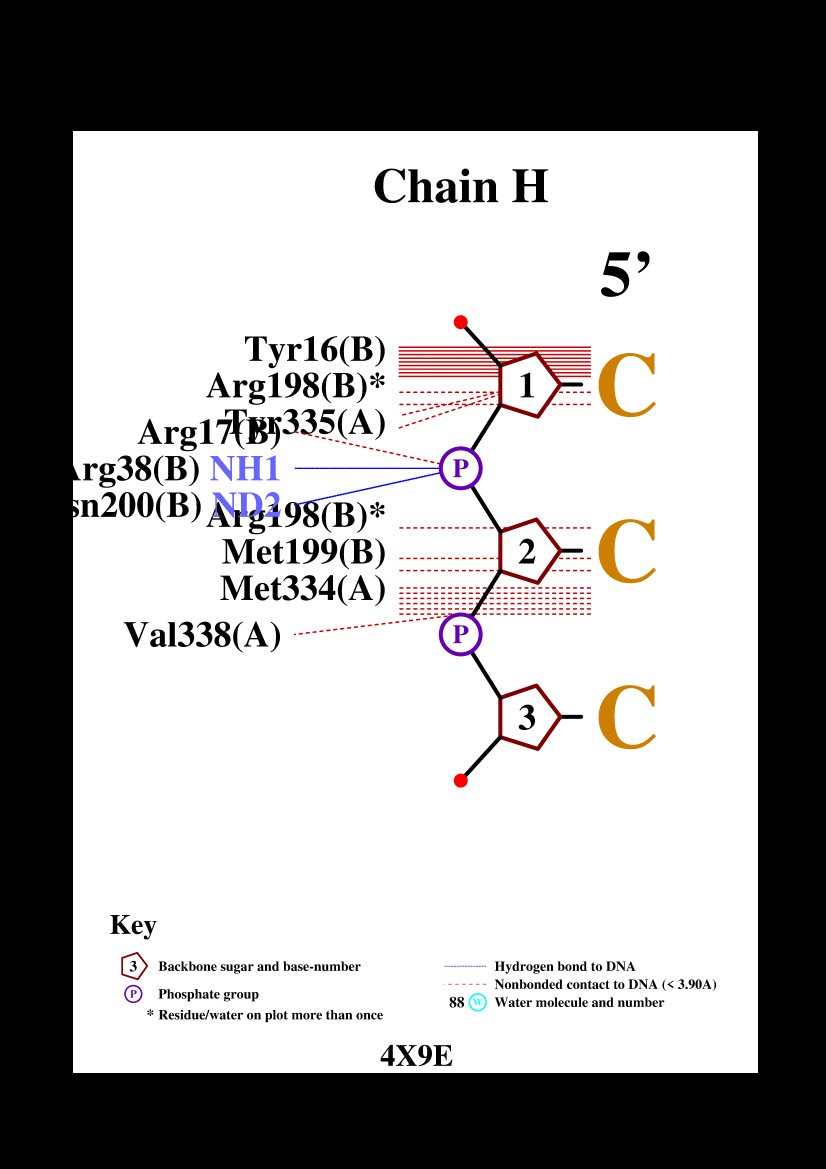 Chain H
5’
Tyr16(B)
C
1
Arg198(B)*
Tyr335(A)
Arg17(B)
P
Arg38(B) NH1
sn200(B) ND2
Arg198(B)*
C
2
Met199(B)
Met334(A)
P
Val338(A)
C
3
Key
3 Backbone sugar and base-number
P Phosphate group
* Residue/water on plot more than once
Hydrogen bond to DNA
Nonbonded contact to DNA (< 3.90A)
88 W Water molecule and number
4X9E